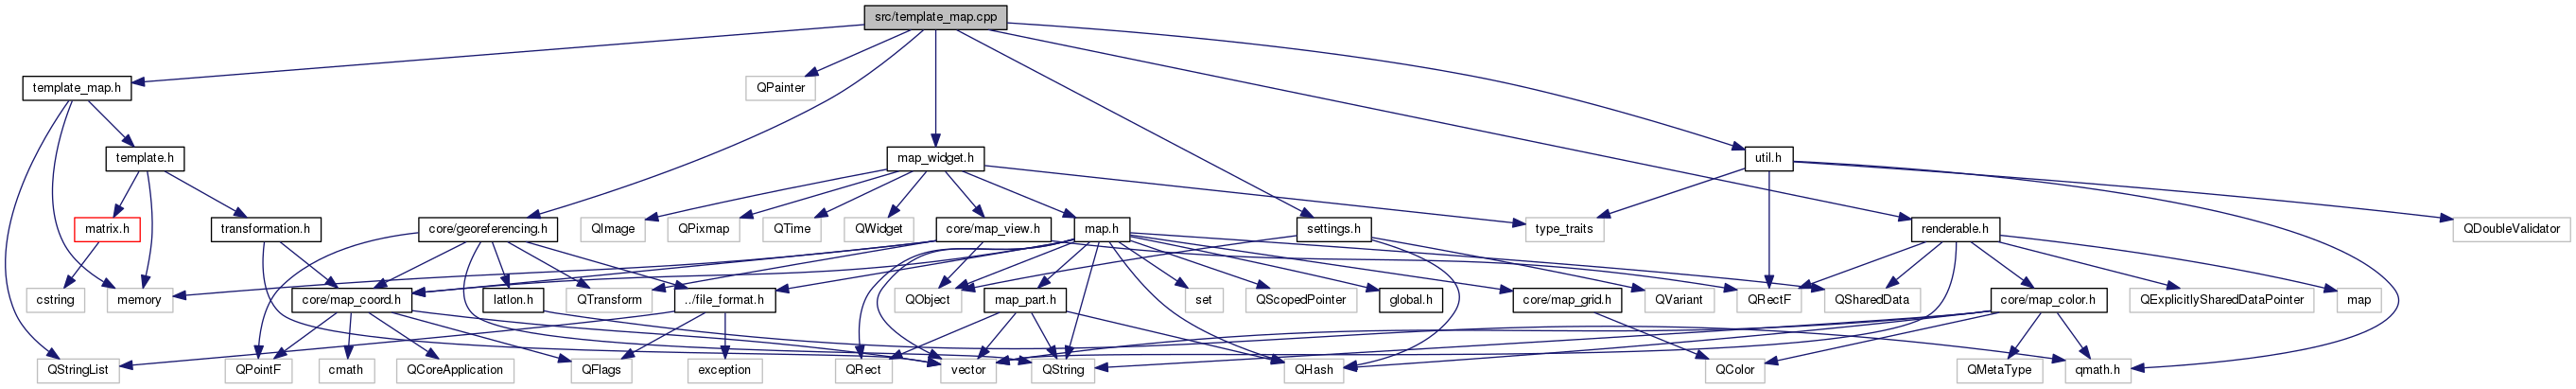 src/template_map.cpp
template_map.h
QPainter
template.h
map_widget.h
util.h
matrix.h
transformation.h
core/georeferencing.h
QImage
QPixmap
QTime
QWidget
core/map_view.h
map.h
settings.h
type_traits
renderable.h
QDoubleValidator
cstring
memory
core/map_coord.h
latlon.h
QTransform
../file_format.h
QObject
map_part.h
set
QScopedPointer
global.h
core/map_grid.h
QVariant
QRectF
QSharedData
core/map_color.h
QExplicitlySharedDataPointer
map
QStringList
QPointF
cmath
QCoreApplication
QFlags
exception
QRect
vector
QString
QHash
QColor
QMetaType
qmath.h